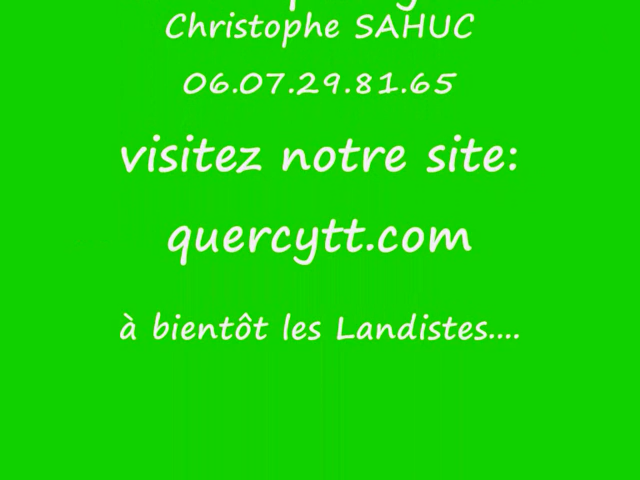 Christophe SAHUC
06.07.29.81.65
visitez notre site:
quercytt.com
à bientôt les Landistes....